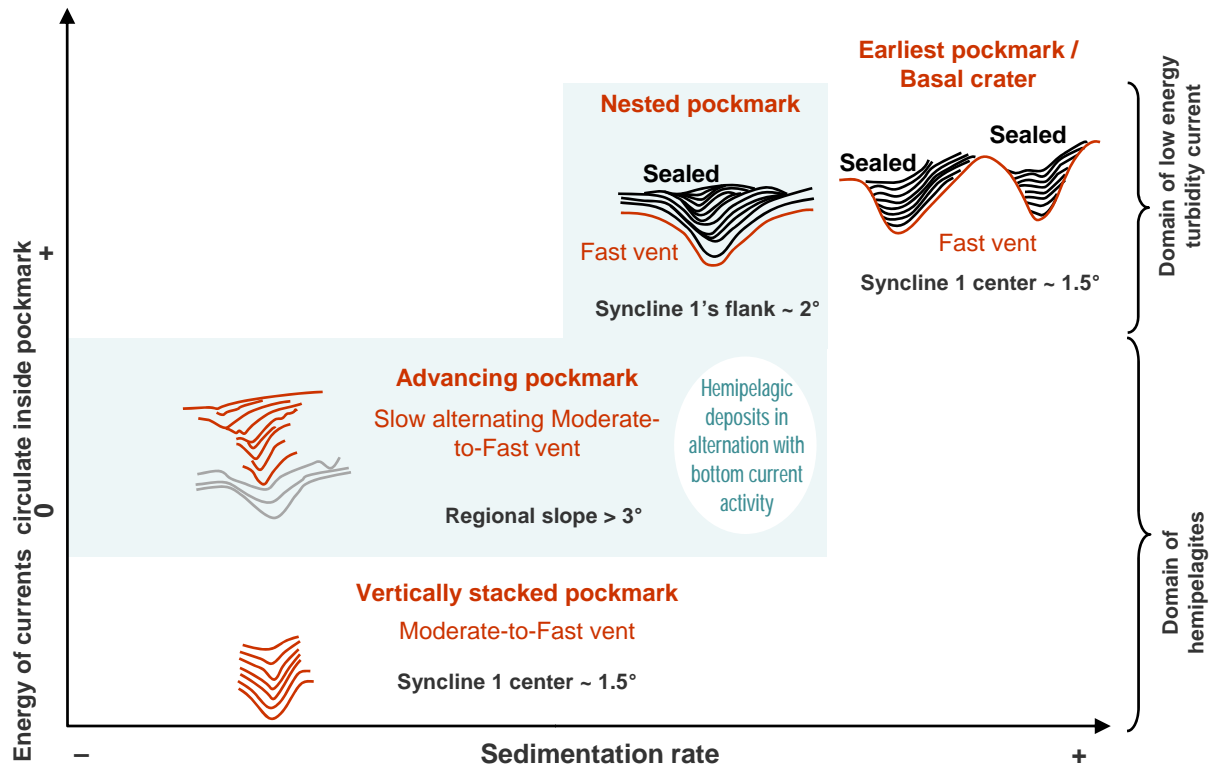 Earliest pockmark /
Basal crater
Nested pockmark
Sealed
Sealed
Sealed
Fast vent
Fast vent
Syncline 1 center ~ 1.5°
Syncline 1's flank ~ 2°
Advancing pockmark
Slow alternating Moderate-
to-Fast vent
Regional slope > 3°
Hemipelagic
deposits in
alternation with
bottom current
activity
Vertically stacked pockmark
Moderate-to-Fast vent
Syncline 1 center ~ 1.5°
Energy of currents circulate inside pockmark
+
0
–
Sedimentation rate
+
Domain of low energy
turbidity current
Domain of
hemipelagites